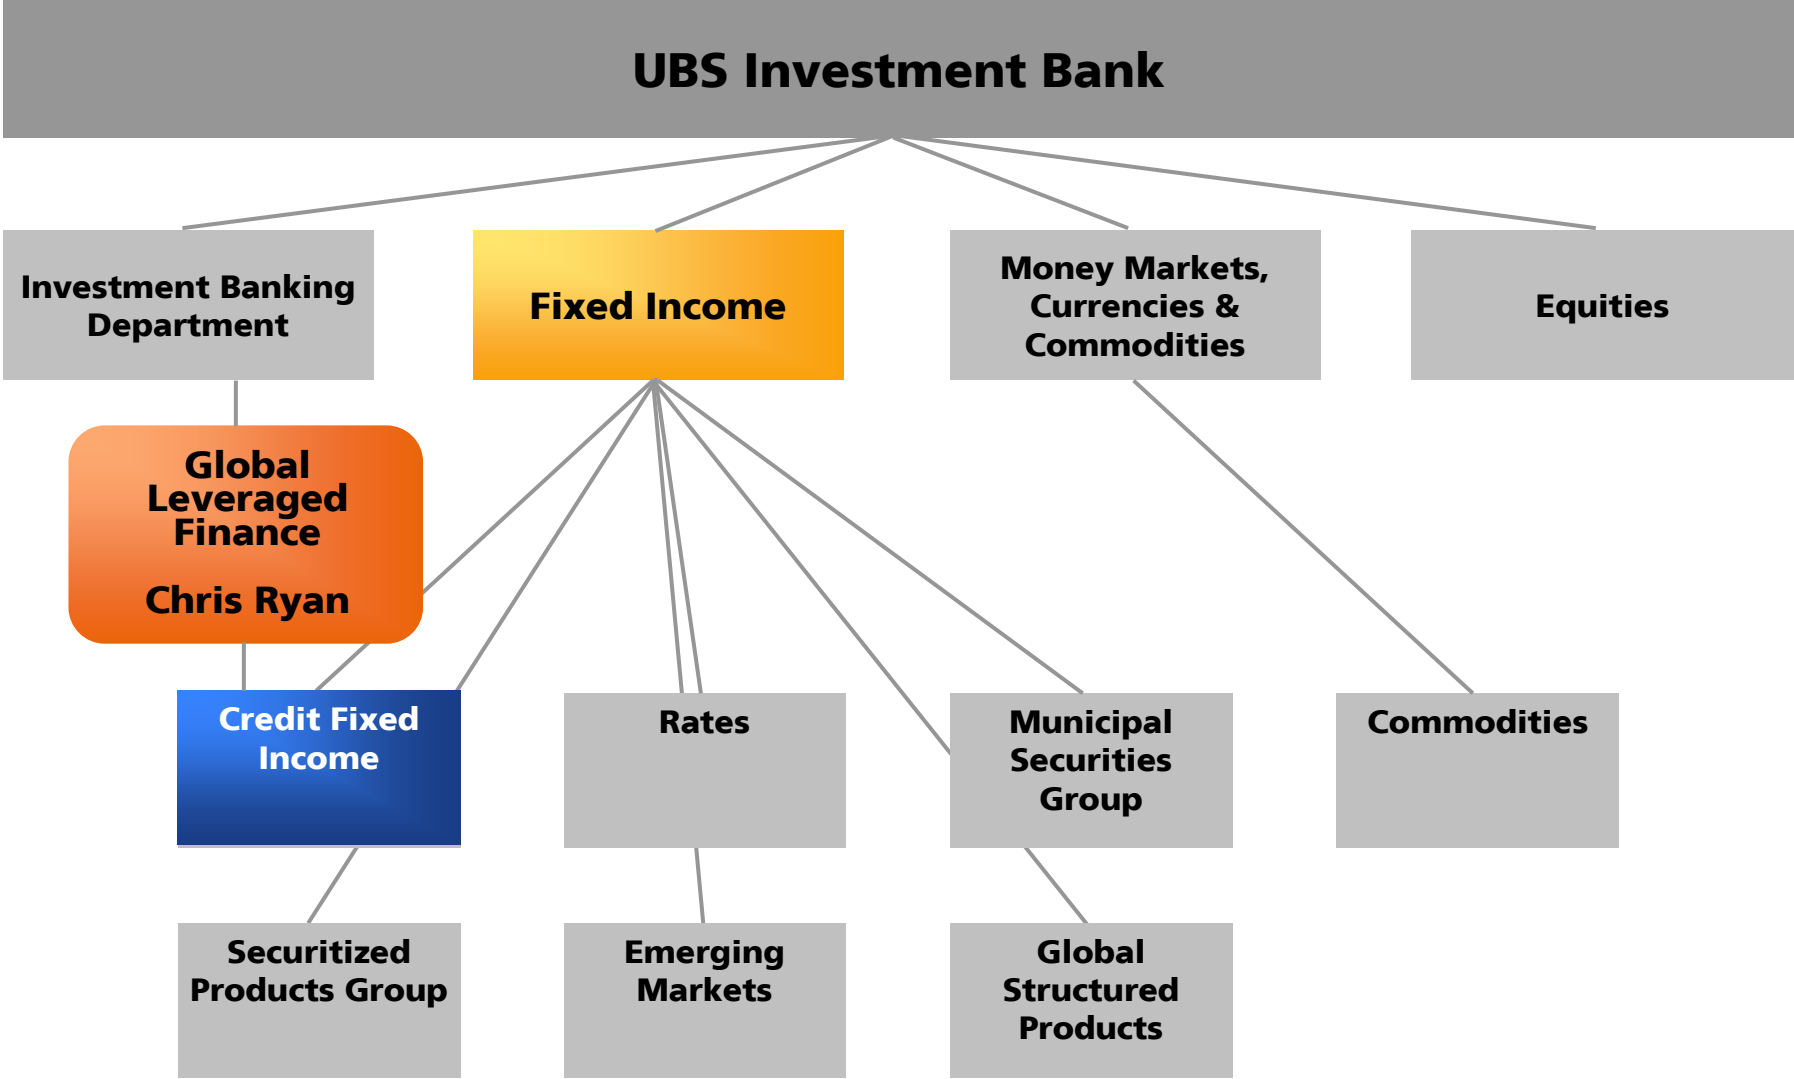 UBS Investment Bank
Investment Banking
Department
Fixed Income
Money Markets,
Currencies &
Commodities
Equities
Global
Leveraged
Finance
Chris Ryan
Credit Fixed
Income
Rates
Municipal
Securities
Group
Commodities
Securitized
Products Group
Emerging
Markets
Global
Structured
Products